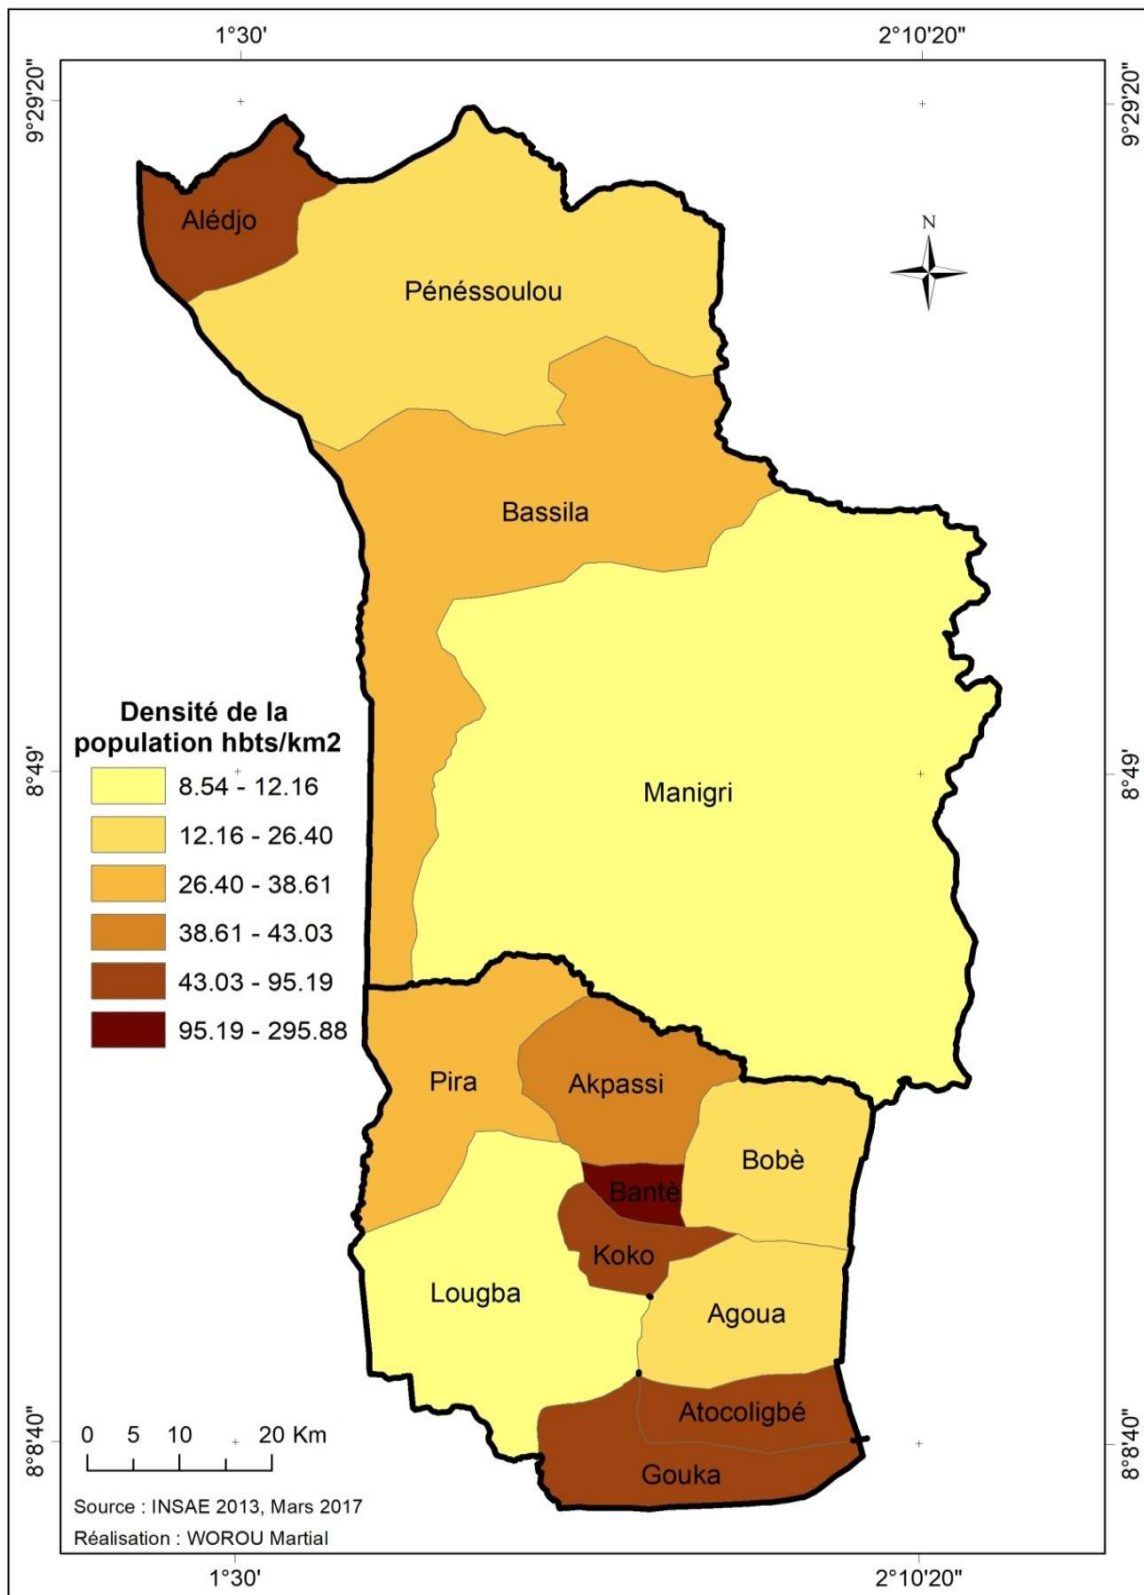 1°30'
2°10'20"
9°29'20"
9°29'20"
N
Alédjo
Pénéssoulou
Bassila
Densité de la
population hbts/km2
8.54 - 12.16
12.16 - 26.40
26.40 - 38.61
38.61 - 43.03
43.03 - 95.19
95.19 - 295.88
8°49'
8°49'
Manigri
Pira
Akpassi
Bobè
Bantè
Koko
Lougba
Agoua
Atocoligbé
Gouka
0 5 10 20 Km
8°8'40"
8°8'40"
Source : INSAE 2013, Mars 2017
Réalisation : WOROU Martial
1°30'
2°10'20"